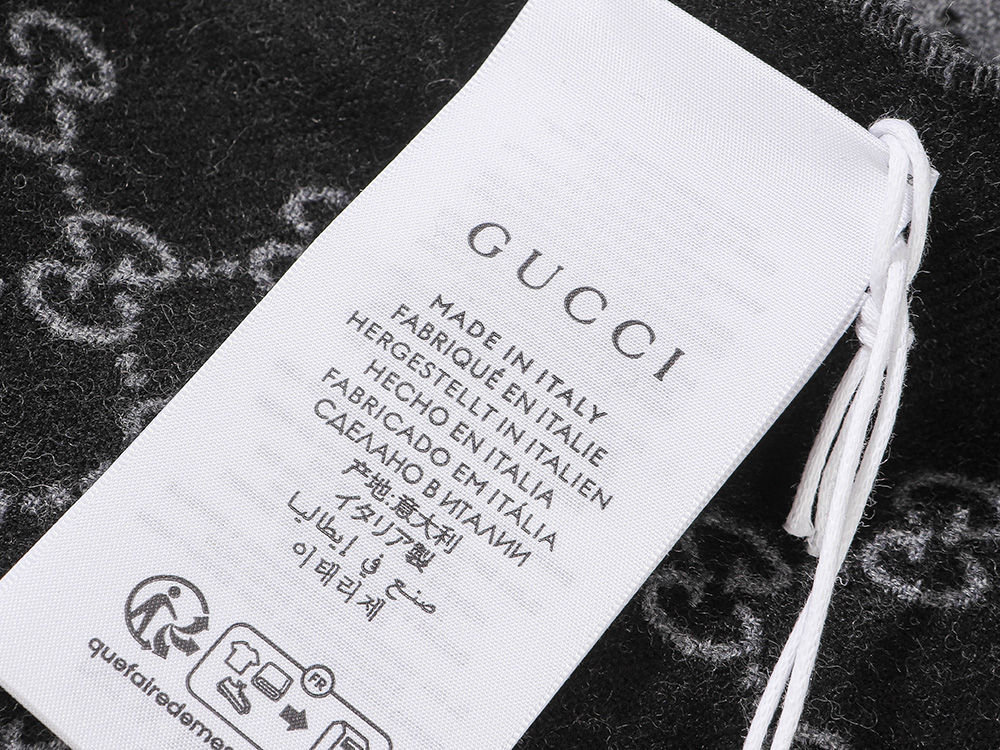 GUCCI
MADE IN ITALY
FABRIQUÉ EN ITALIE
HERGESTELLT IN ITALIEN
HECHO EN ITALIA
FABRICADO EM ITÁLIA
СДЕЛАНО В ИТАЛИИ
产地:意大利
イタリア製
صنع في إيطاليا
이태리제
FR
quefairedemes